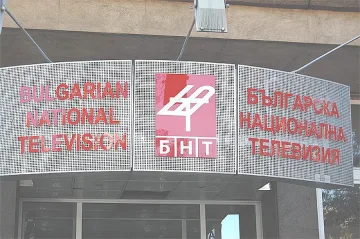 BULGARIAN
NATIONAL
TELEVISION
БНТ
БЪЛГАРСКА
НАЦИОНАЛНА
ТЕЛЕВИЗИЯ